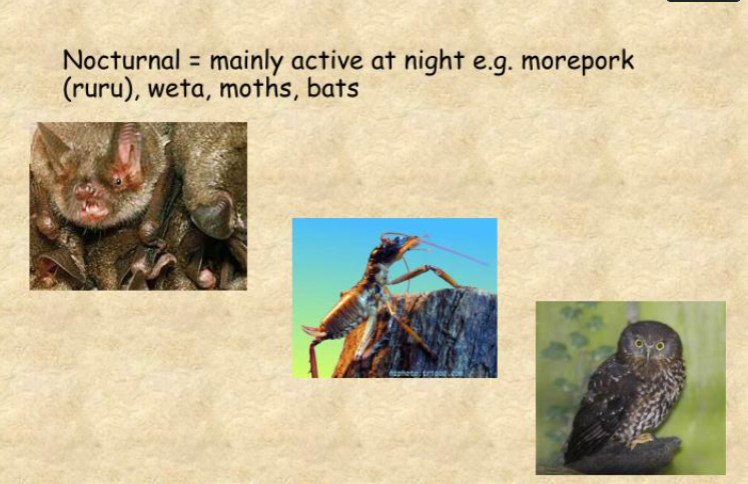 Nocturnal = mainly active at night e.g. morepork
(ruru), weta, moths, bats